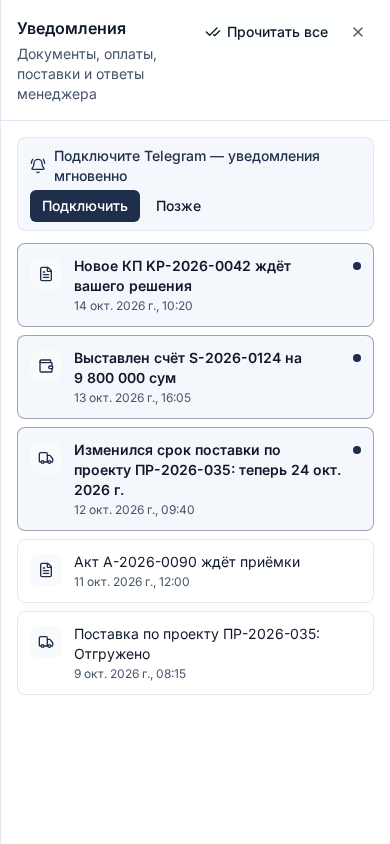 Уведомления
Документы, оплаты,
поставки и ответы
менеджера
Прочитать все
Подключите Telegram — уведомления
мгновенно
Подключить
Позже
Новое КП KP-2026-0042 ждёт
вашего решения
14 окт. 2026 г., 10:20
Выставлен счёт S-2026-0124 на
9 800 000 сум
13 окт. 2026 г., 16:05
Изменился срок поставки по
проекту ПР-2026-035: теперь 24 окт.
2026 г.
12 окт. 2026 г., 09:40
Акт A-2026-0090 ждёт приёмки
11 окт. 2026 г., 12:00
Поставка по проекту ПР-2026-035:
Отгружено
9 окт. 2026 г., 08:15